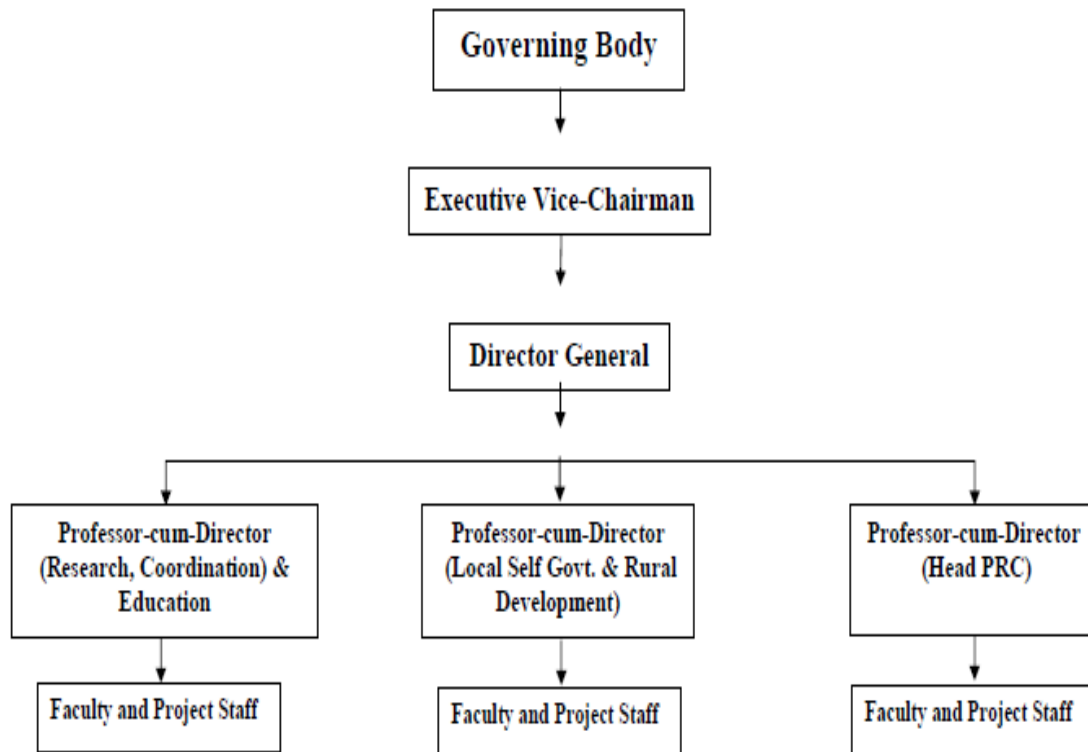 Governing Body
Executive Vice-Chairman
Director General
Professor-cum-Director
(Research, Coordination) &
Education
Professor-cum-Director
(Local Self Govt. & Rural
Development)
Professor-cum-Director
(Head PRC)
Faculty and Project Staff
Faculty and Project Staff
Faculty and Project Staff